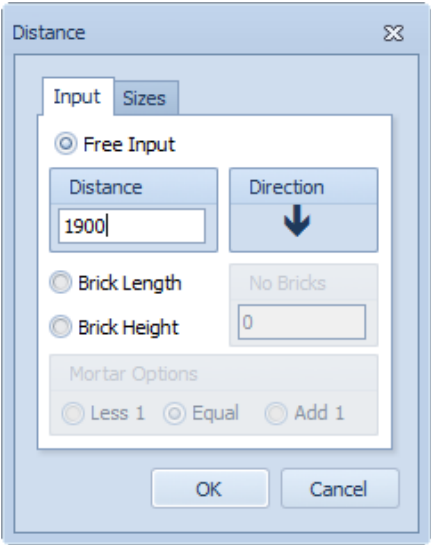 Distance
Input Sizes
Free Input
Distance Direction
1900
Brick Length No Bricks
Brick Height 0
Mortar Options
Less 1 Equal Add 1
OK Cancel